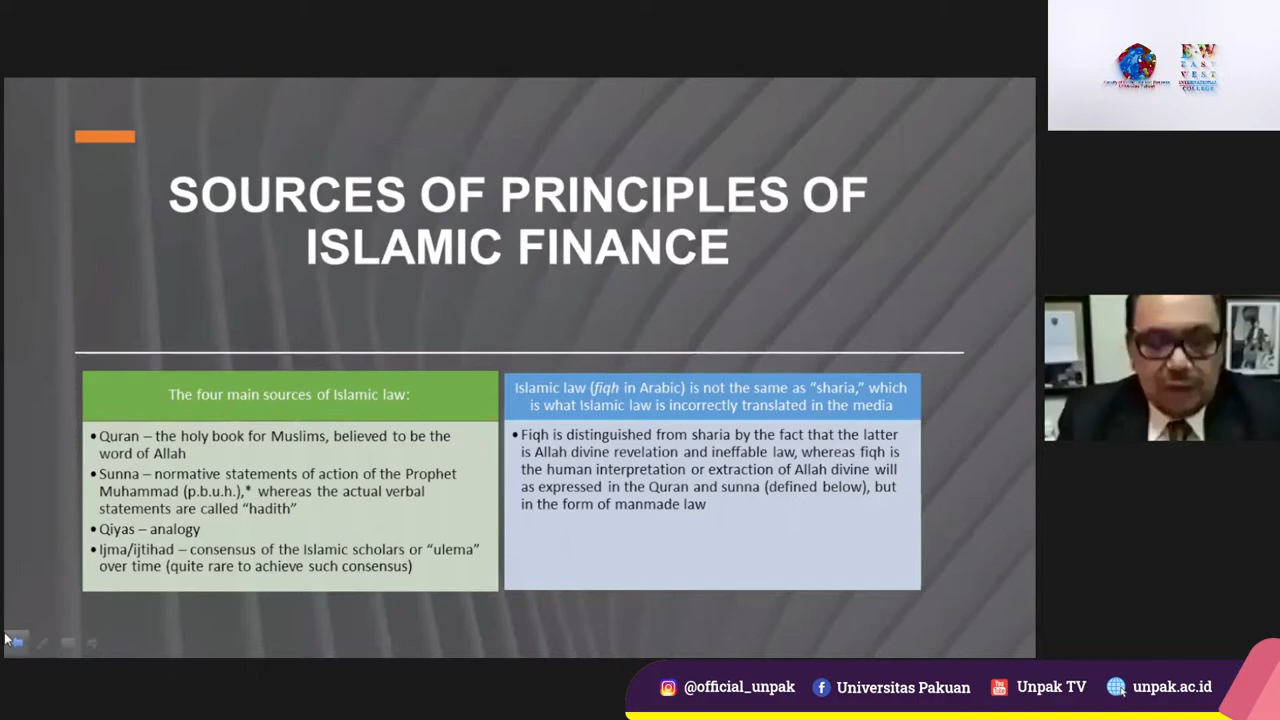 SOURCES OF PRINCIPLES OF
ISLAMIC FINANCE
The four main sources of Islamic law:
•Quran – the holy book for Muslims, believed to be the
word of Allah
•Sunna – normative statements of action of the Prophet
Muhammad (p.b.u.h.),* whereas the actual verbal
statements are called “hadith”
•Qiyas – analogy
•Ijma/ijtihad – consensus of the Islamic scholars or “ulema”
over time (quite rare to achieve such consensus)
Islamic law (fiqh in Arabic) is not the same as “sharia,” which
is what Islamic law is incorrectly translated in the media
•Fiqh is distinguished from sharia by the fact that the latter
is Allah divine revelation and ineffable law, whereas fiqh is
the human interpretation or extraction of Allah divine will
as expressed in the Quran and sunna (defined below), but
in the form of manmade law
E·W
EAST
WEST
INTERNATIONAL
COLLEGE
@official_unpak
Universitas Pakuan
You
Unpak TV
unpak.ac.id